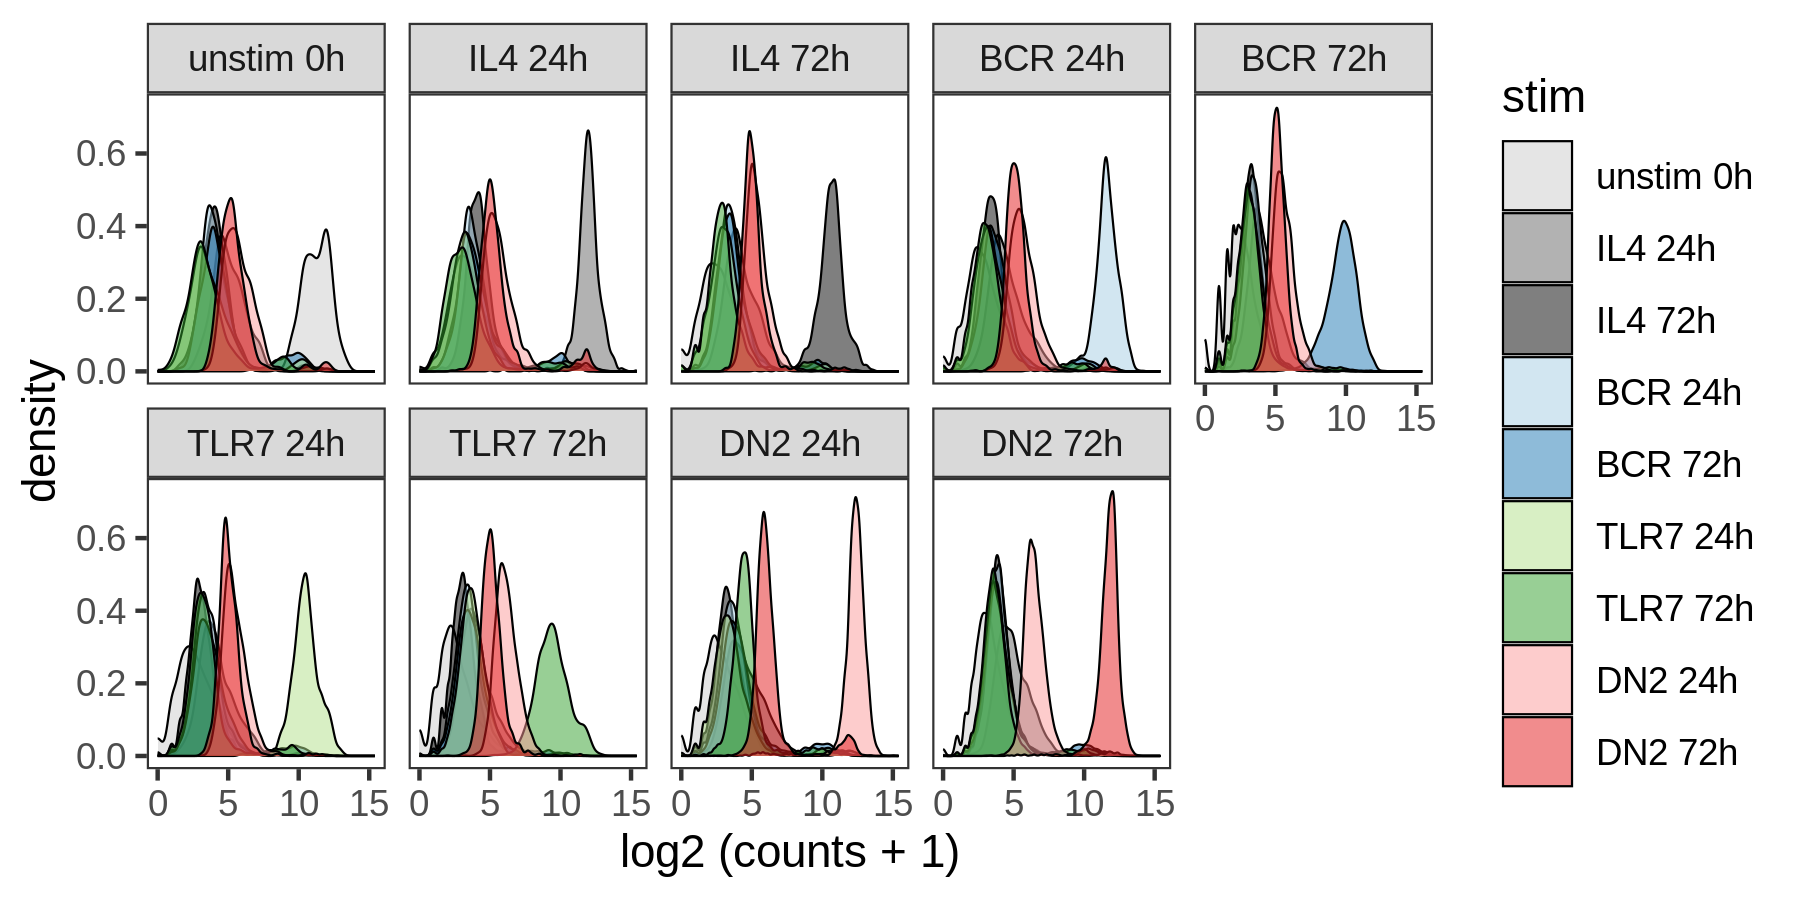 unstim 0h
IL4 24h
IL4 72h
BCR 24h
BCR 72h
0.6
0.4
0.2
0.0
0 5 10 15
TLR7 24h
TLR7 72h
DN2 24h
DN2 72h
0.6
0.4
0.2
0.0
0 5 10 15
0 5 10 15
0 5 10 15
0 5 10 15
density
log2 (counts + 1)
stim
unstim 0h
IL4 24h
IL4 72h
BCR 24h
BCR 72h
TLR7 24h
TLR7 72h
DN2 24h
DN2 72h